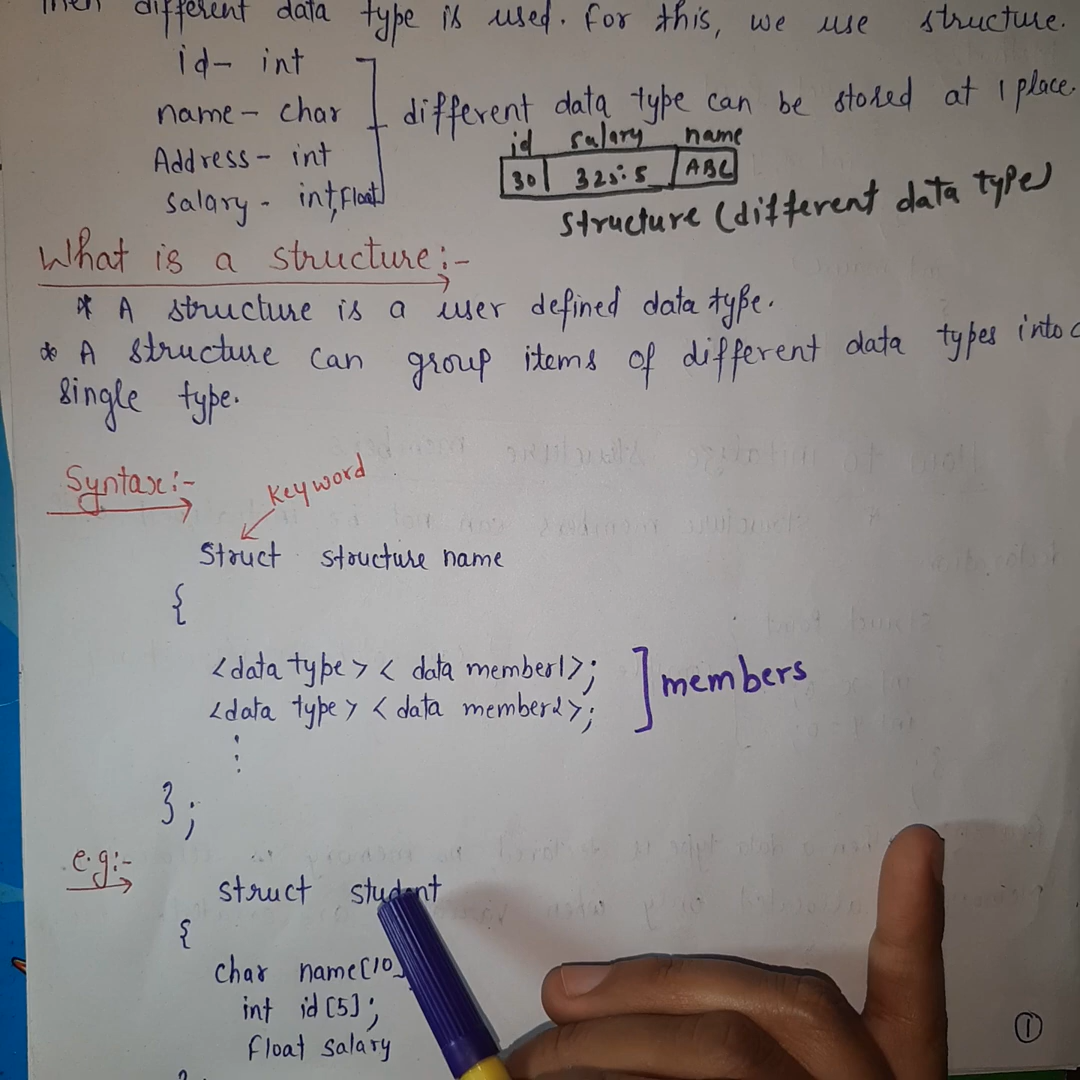 then different data type is used. For this, we use structure.
id- int
name- char
Address- int
salary- int, float
different data type can be stored at 1 place.
id salary name
30 325.5 ABC
structure (different data type)
What is a structure:-
* A structure is a user defined data type.
* A structure can group items of different data types into a
single type.
Syntax:-
Keyword
Struct structure name
{
<data type> < data member1>;
<data type> < data member2>;
members
};
e.g:-
struct student
{
char name[10]
int id[5];
float salary
1